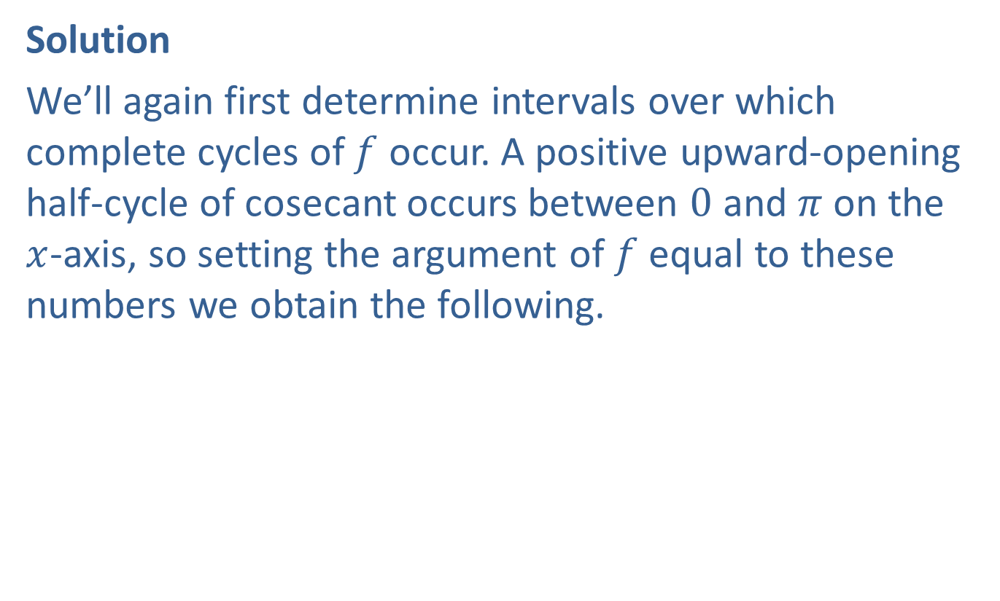 Solution
We’ll again first determine intervals over which
complete cycles of f occur. A positive upward-opening
half-cycle of cosecant occurs between 0 and π on the
x-axis, so setting the argument of f equal to these
numbers we obtain the following.